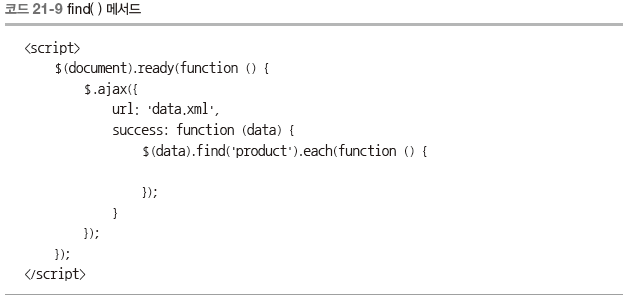 코드 21-9 find( ) 메서드
<script>
$(document).ready(function () {
$.ajax({
url: 'data.xml',
success: function (data) {
$(data).find('product').each(function () {
});
}
});
});
</script>